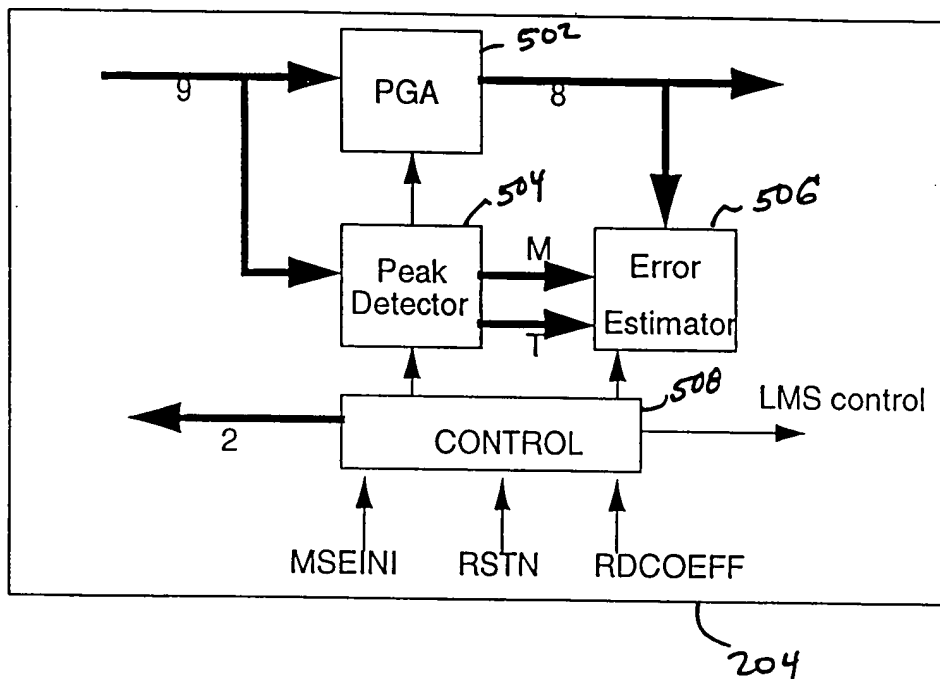 502
PGA
9
8
504
506
M
Peak
Detector
T
Error
Estimator
508
LMS control
2
CONTROL
MSEINI
RSTN
RDCOEFF
204